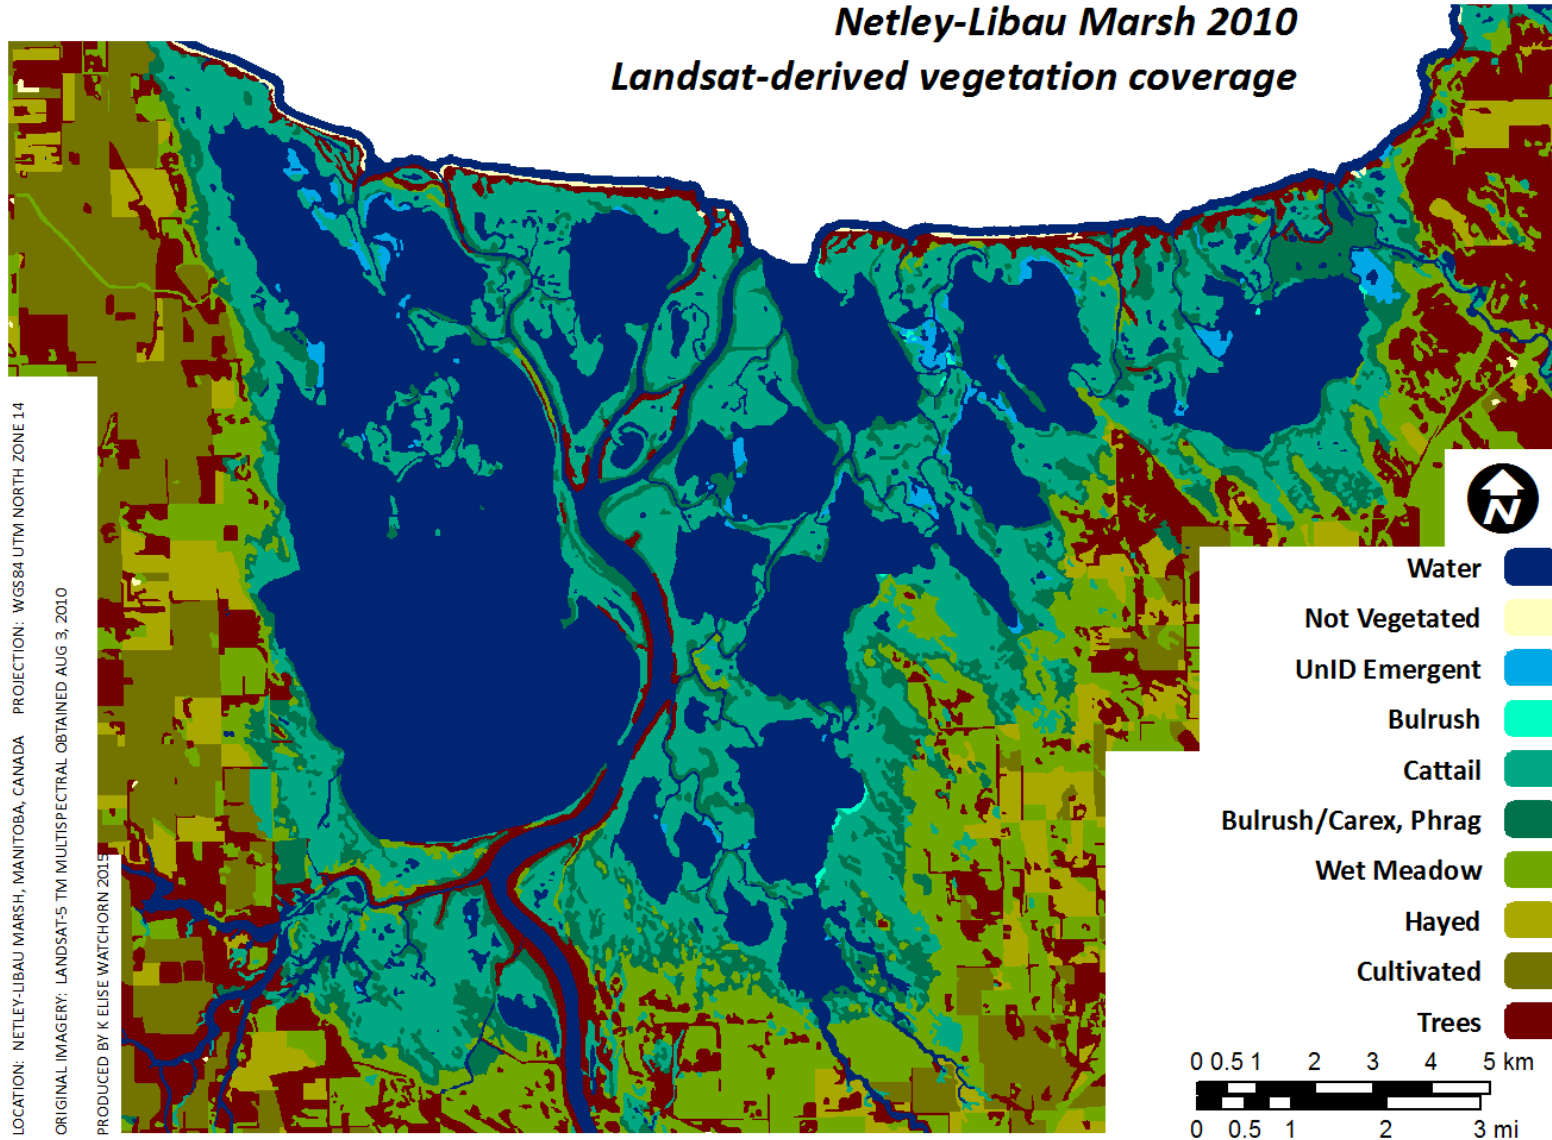 Netley-Libau Marsh 2010
Landsat-derived vegetation coverage
LOCATION: NETLEY-LIBAU MARSH, MANITOBA, CANADA PROJECTION: WGS84 UTM NORTH ZONE 14
ORIGINAL IMAGERY: LANDSAT-5 TM MULTISPECTRAL OBTAINED AUG 3, 2010
PRODUCED BY K ELISE WATCHORN 2015
N
Water
Not Vegetated
UnID Emergent
Bulrush
Cattail
Bulrush/Carex, Phrag
Wet Meadow
Hayed
Cultivated
Trees
0 0.5 1 2 3 4 5 km
0 0.5 1 2 3 mi